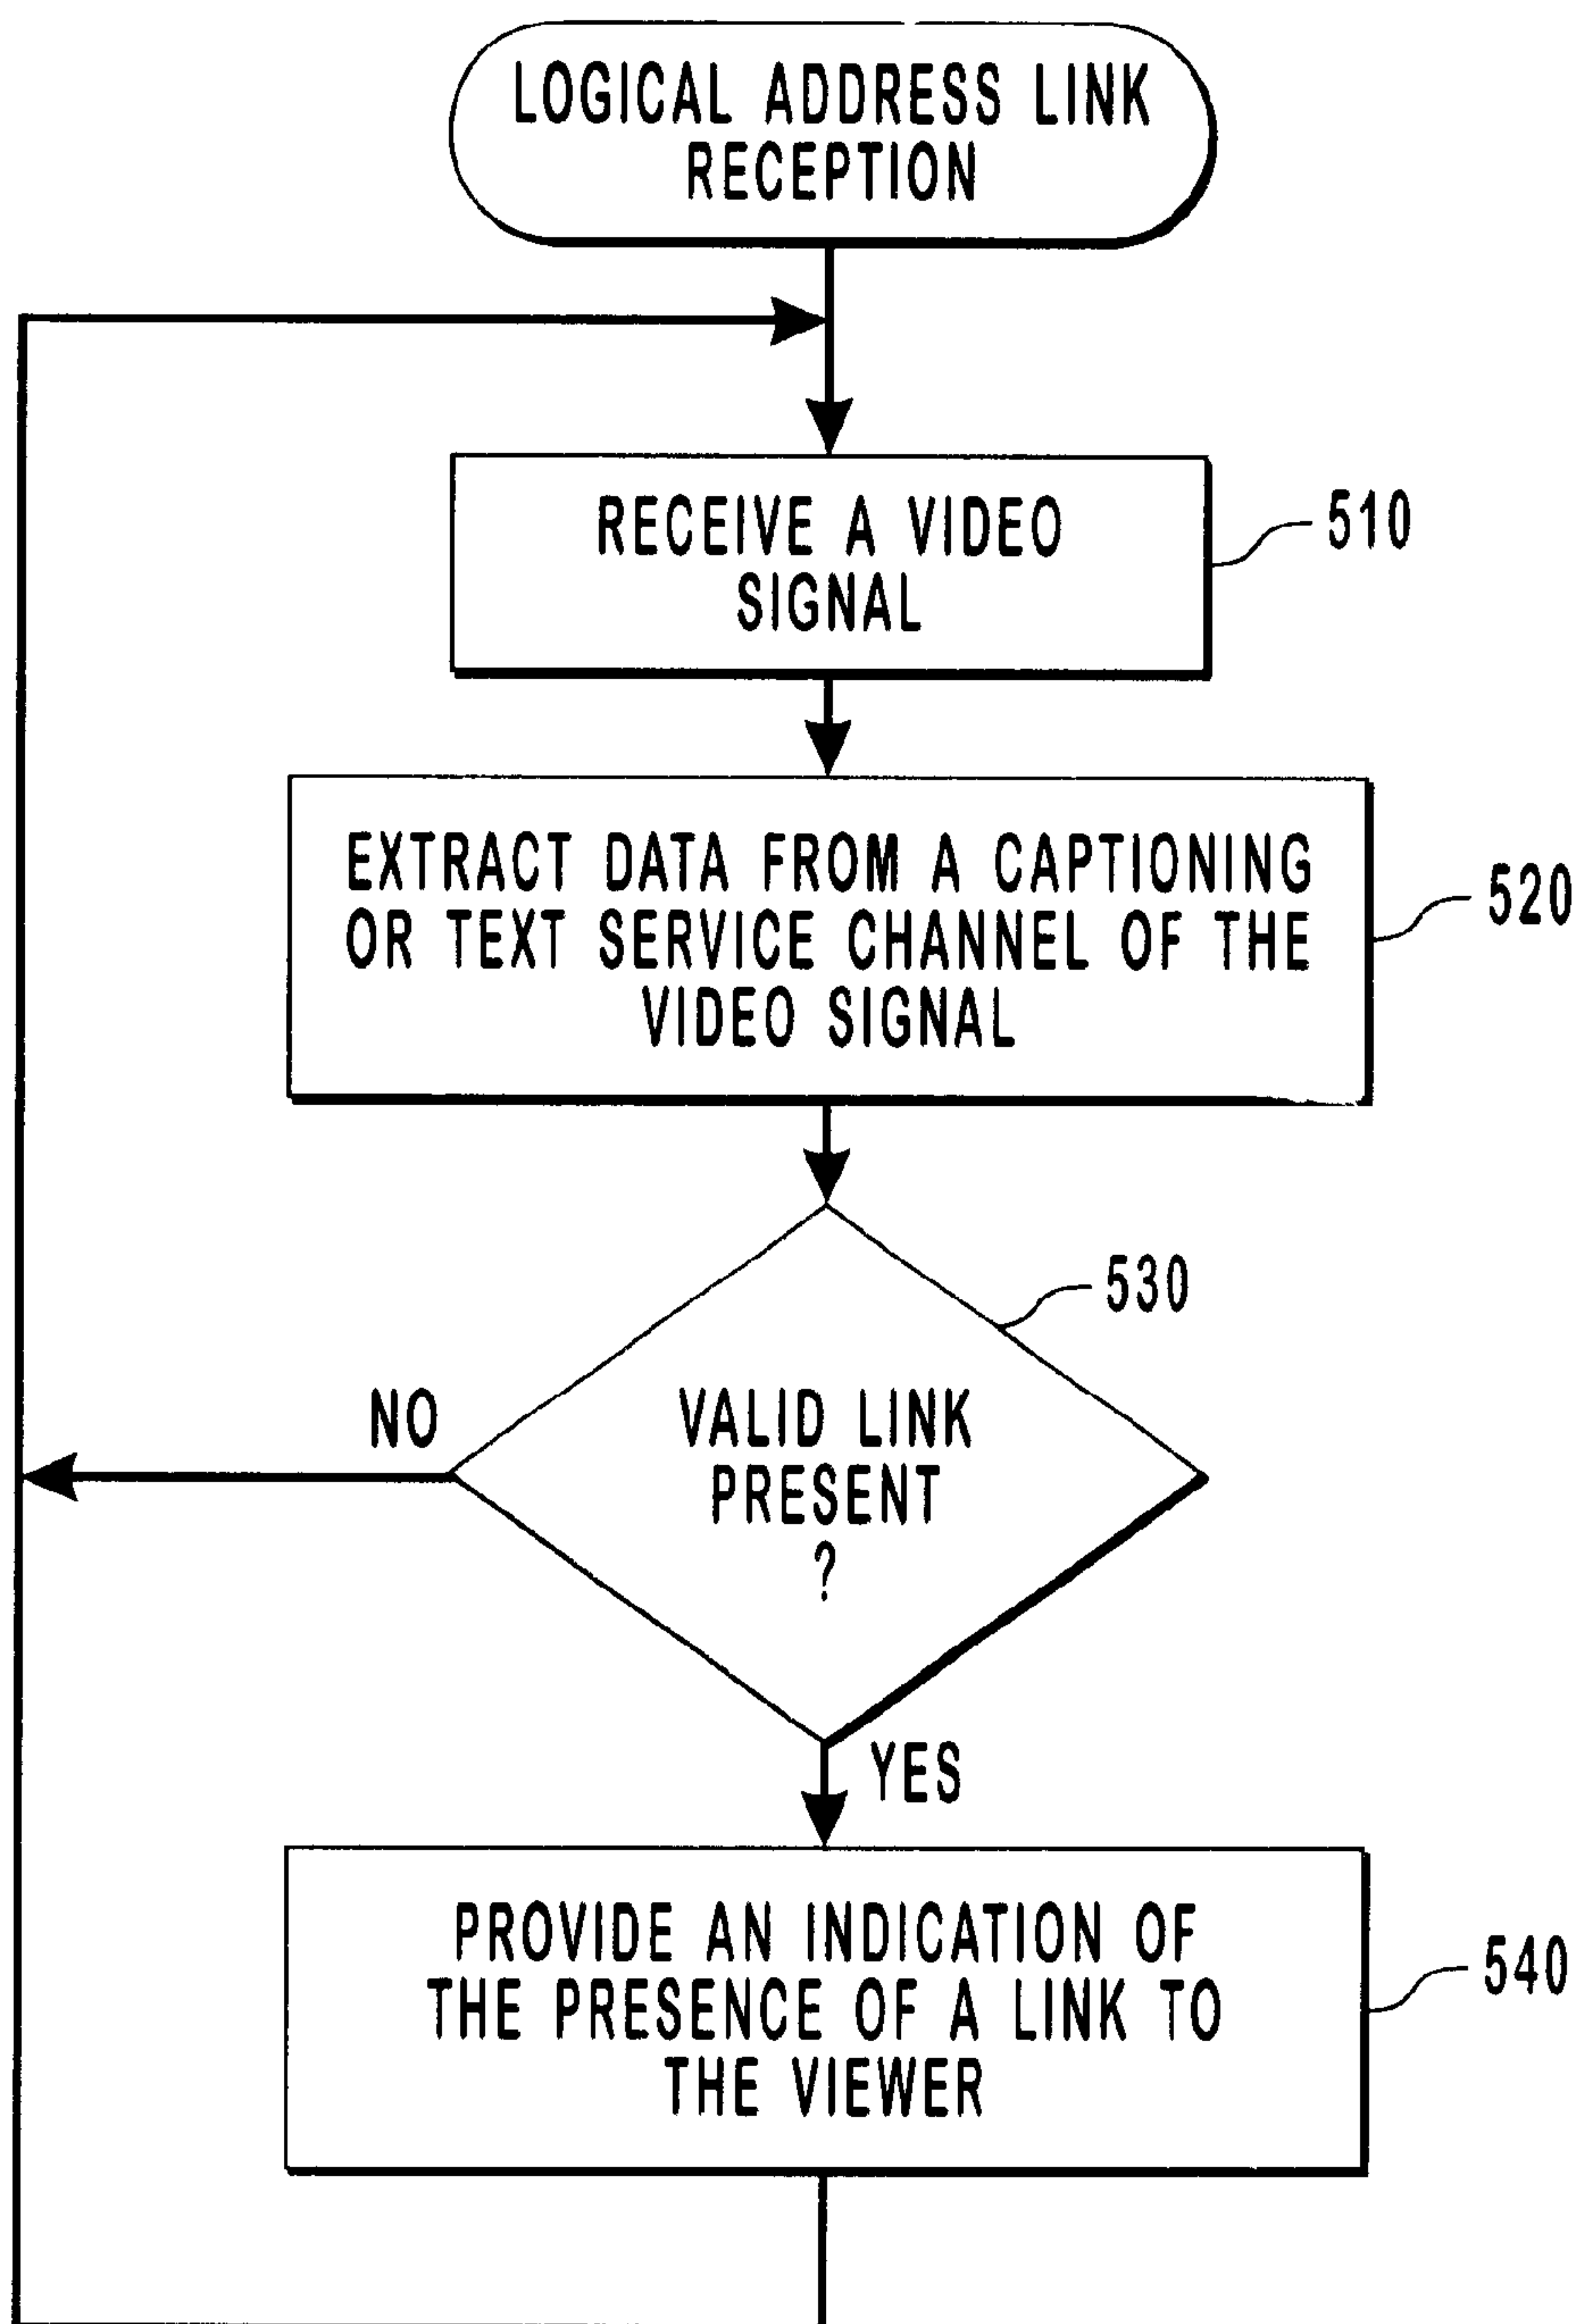 LOGICAL ADDRESS LINK
RECEPTION
RECEIVE A VIDEO
SIGNAL
510
EXTRACT DATA FROM A CAPTIONING
OR TEXT SERVICE CHANNEL OF THE
VIDEO SIGNAL
520
530
NO
VALID LINK
PRESENT
?
YES
PROVIDE AN INDICATION OF
THE PRESENCE OF A LINK TO
THE VIEWER
540